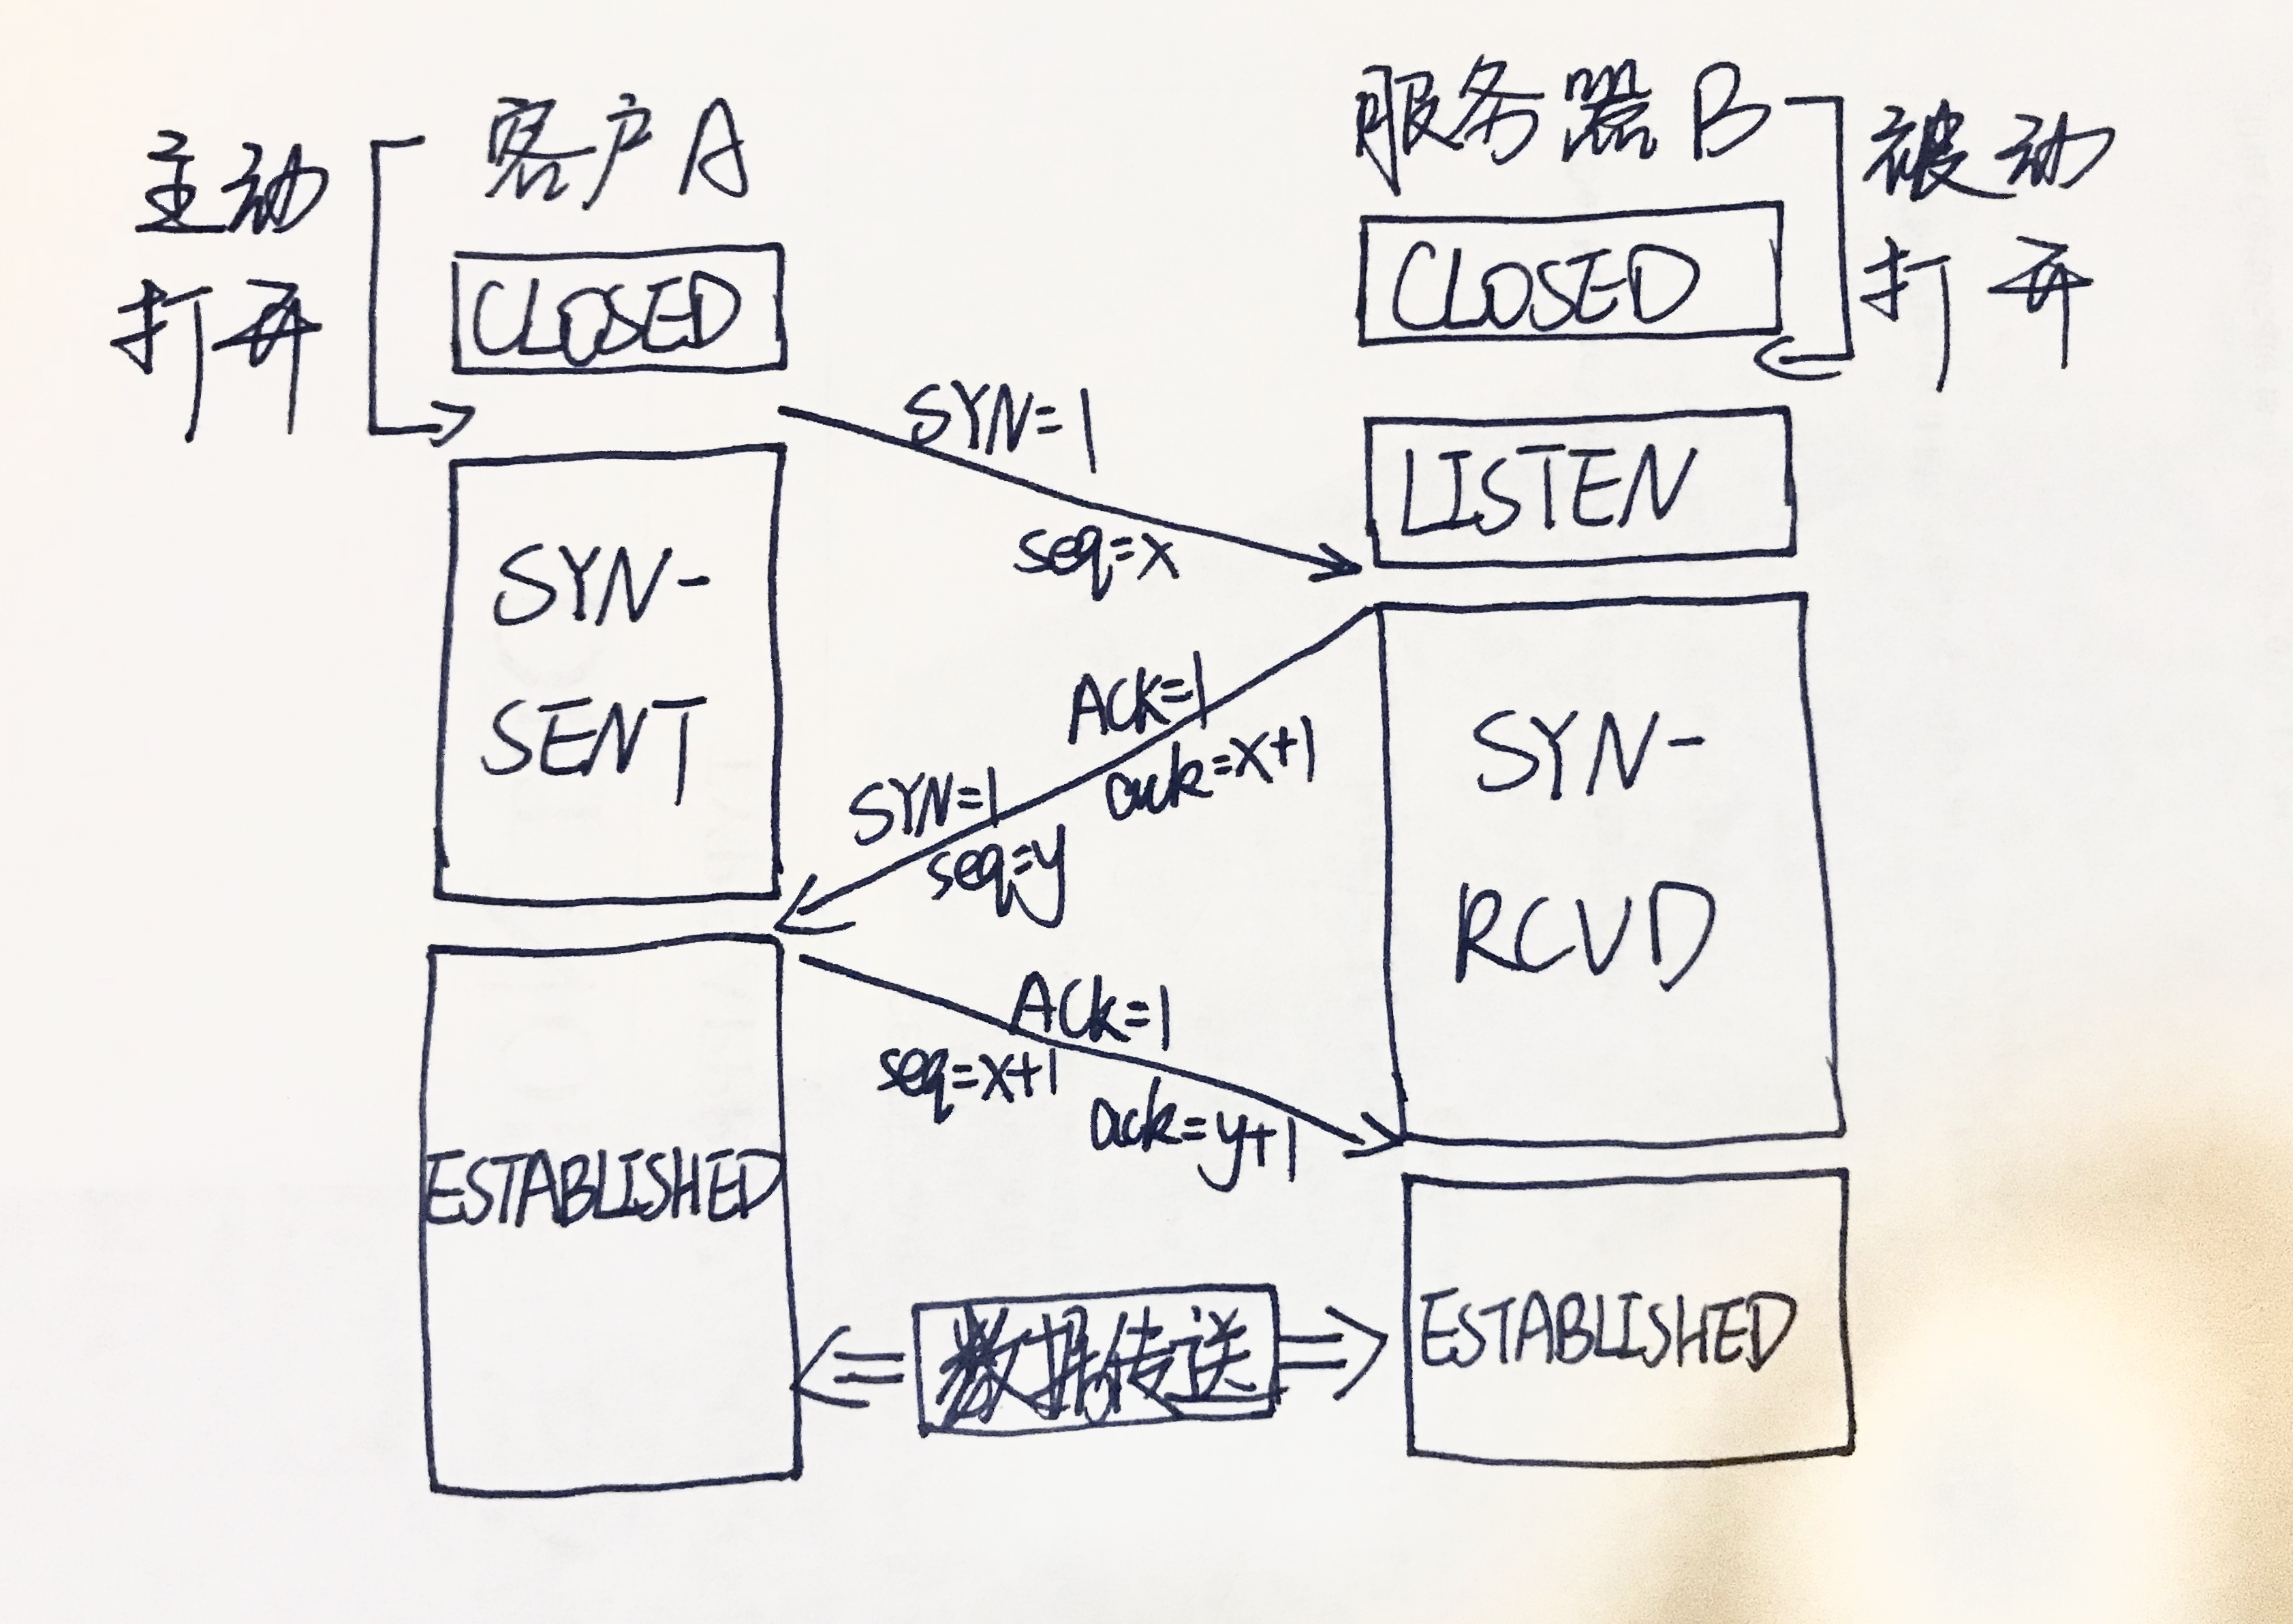 主动
打开
客户A
服务器B
被动
打开
CLOSED
CLOSED
SYN=1
seq=x
LISTEN
SYN-
SENT
ACK=1
ack=x+1
SYN=1
seq=y
SYN-
RCVD
ACK=1
seq=x+1
ack=y+1
ESTABLISHED
数据传送
ESTABLISHED